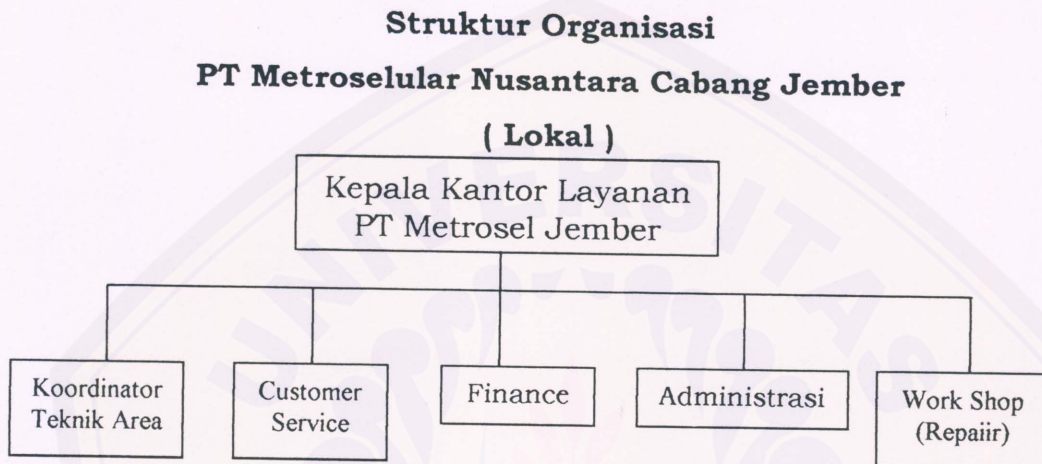 Struktur Organisasi
PT Metroselular Nusantara Cabang Jember
( Lokal )
Kepala Kantor Layanan
PT Metrosel Jember
Koordinator
Teknik Area
Customer
Service
Finance
Administrasi
Work Shop
(Repaiir)
UNIVERSITAS